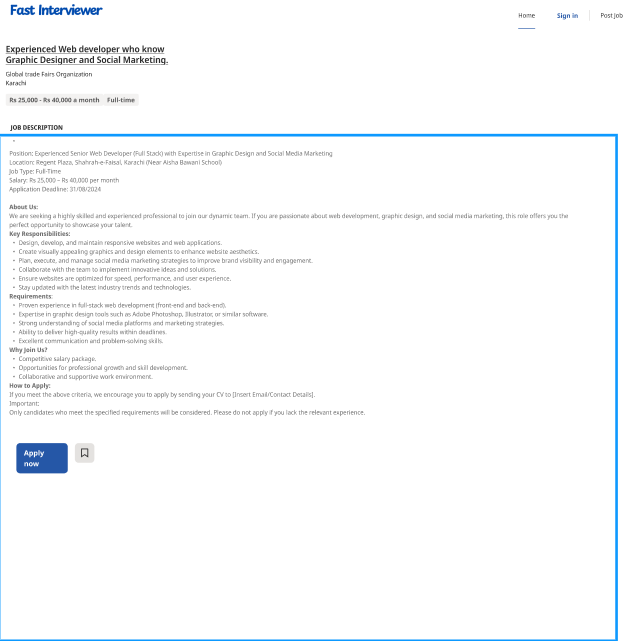 Fast Interviewer
Home
Sign in
Post Job
Experienced Web developer who know
Graphic Designer and Social Marketing.
Global trade Fairs Organization
Karachi
Rs 25,000 - Rs 40,000 a month
Full-time
JOB DESCRIPTION
Position: Experienced Senior Web Developer (Full Stack) with Expertise in Graphic Design and Social Media Marketing
Location: Regent Plaza, Shahrah-e-Faisal, Karachi (Near Aisha Bawani School)
Job Type: Full-Time
Salary: Rs 25,000 – Rs 40,000 per month
Application Deadline: 31/08/2024
About Us:
We are seeking a highly skilled and experienced professional to join our dynamic team. If you are passionate about web development, graphic design, and social media marketing, this role offers you the
perfect opportunity to showcase your talent.
Key Responsibilities:
• Design, develop, and maintain responsive websites and web applications.
• Create visually appealing graphics and design elements to enhance website aesthetics.
• Plan, execute, and manage social media marketing strategies to improve brand visibility and engagement.
• Collaborate with the team to implement innovative ideas and solutions.
• Ensure websites are optimized for speed, performance, and user experience.
• Stay updated with the latest industry trends and technologies.
Requirements:
• Proven experience in full-stack web development (front-end and back-end).
• Expertise in graphic design tools such as Adobe Photoshop, Illustrator, or similar software.
• Strong understanding of social media platforms and marketing strategies.
• Ability to deliver high-quality results within deadlines.
• Excellent communication and problem-solving skills.
Why Join Us?
• Competitive salary package.
• Opportunities for professional growth and skill development.
• Collaborative and supportive work environment.
How to Apply:
If you meet the above criteria, we encourage you to apply by sending your CV to [Insert Email/Contact Details].
Important:
Only candidates who meet the specified requirements will be considered. Please do not apply if you lack the relevant experience.
Apply
now